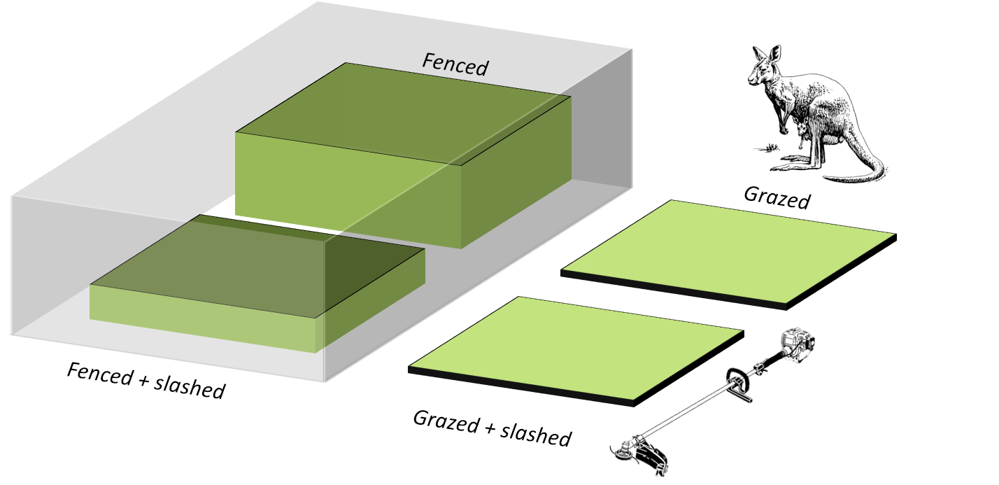 Fenced
Grazed
Fenced + slashed
Grazed + slashed